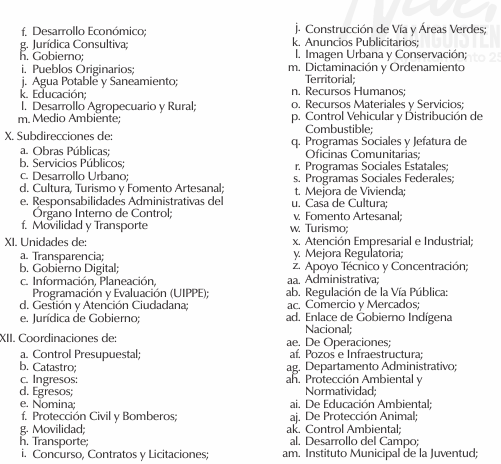 f. Desarrollo Económico;
g. Jurídica Consultiva;
h. Gobierno;
i. Pueblos Originarios;
j. Agua Potable y Saneamiento;
k. Educación;
l. Desarrollo Agropecuario y Rural;
m. Medio Ambiente;
X. Subdirecciones de:
a. Obras Públicas;
b. Servicios Públicos;
c. Desarrollo Urbano;
d. Cultura, Turismo y Fomento Artesanal;
e. Responsabilidades Administrativas del
Órgano Interno de Control;
f. Movilidad y Transporte
XI. Unidades de:
a. Transparencia;
b. Gobierno Digital;
c. Información, Planeación,
Programación y Evaluación (UIPPE);
d. Gestión y Atención Ciudadana;
e. Jurídica de Gobierno;
XII. Coordinaciones de:
a. Control Presupuestal;
b. Catastro;
c. Ingresos:
d. Egresos;
e. Nomina;
f. Protección Civil y Bomberos;
g. Movilidad;
h. Transporte;
i. Concurso, Contratos y Licitaciones;
j. Construcción de Vía y Áreas Verdes;
k. Anuncios Publicitarios;
l. Imagen Urbana y Conservación;
m. Dictaminación y Ordenamiento
Territorial;
n. Recursos Humanos;
o. Recursos Materiales y Servicios;
p. Control Vehicular y Distribución de
Combustible;
q. Programas Sociales y Jefatura de
Oficinas Comunitarias;
r. Programas Sociales Estatales;
s. Programas Sociales Federales;
t. Mejora de Vivienda;
u. Casa de Cultura;
v. Fomento Artesanal;
w. Turismo;
x. Atención Empresarial e Industrial;
y. Mejora Regulatoria;
z. Apoyo Técnico y Concentración;
aa. Administrativa;
ab. Regulación de la Vía Pública:
ac. Comercio y Mercados;
ad. Enlace de Gobierno Indígena
Nacional;
ae. De Operaciones;
af. Pozos e Infraestructura;
ag. Departamento Administrativo;
ah. Protección Ambiental y
Normatividad;
ai. De Educación Ambiental;
aj. De Protección Animal;
ak. Control Ambiental;
al. Desarrollo del Campo;
am. Instituto Municipal de la Juventud;